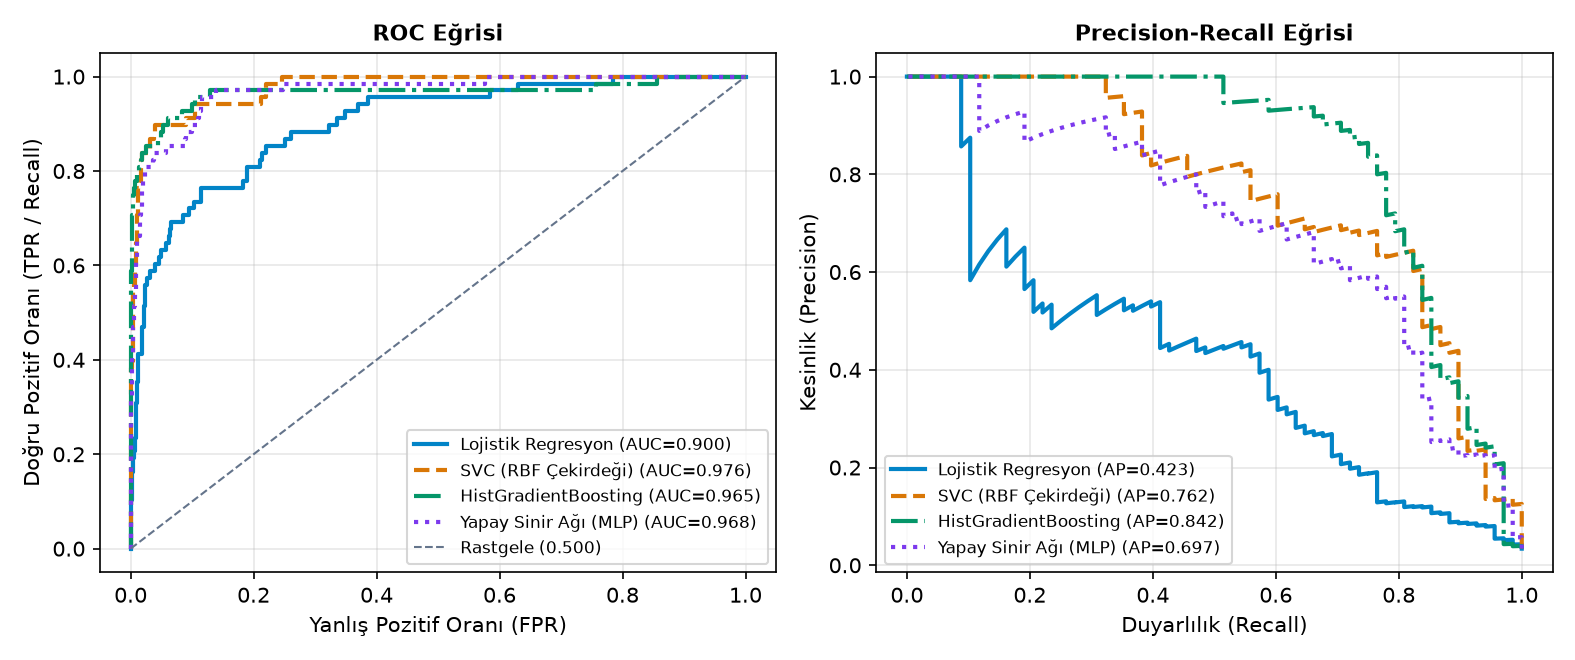 ROC Eğrisi
Doğru Pozitif Oranı (TPR / Recall)
1.0
0.8
0.6
0.4
0.2
0.0
Lojistik Regresyon (AUC=0.900)
SVC (RBF Çekirdeği) (AUC=0.976)
HistGradientBoosting (AUC=0.965)
Yapay Sinir Ağı (MLP) (AUC=0.968)
Rastgele (0.500)
0.0 0.2 0.4 0.6 0.8 1.0
Yanlış Pozitif Oranı (FPR)
Precision-Recall Eğrisi
Kesinlik (Precision)
1.0
0.8
0.6
0.4
0.2
0.0
Lojistik Regresyon (AP=0.423)
SVC (RBF Çekirdeği) (AP=0.762)
HistGradientBoosting (AP=0.842)
Yapay Sinir Ağı (MLP) (AP=0.697)
0.0 0.2 0.4 0.6 0.8 1.0
Duyarlılık (Recall)